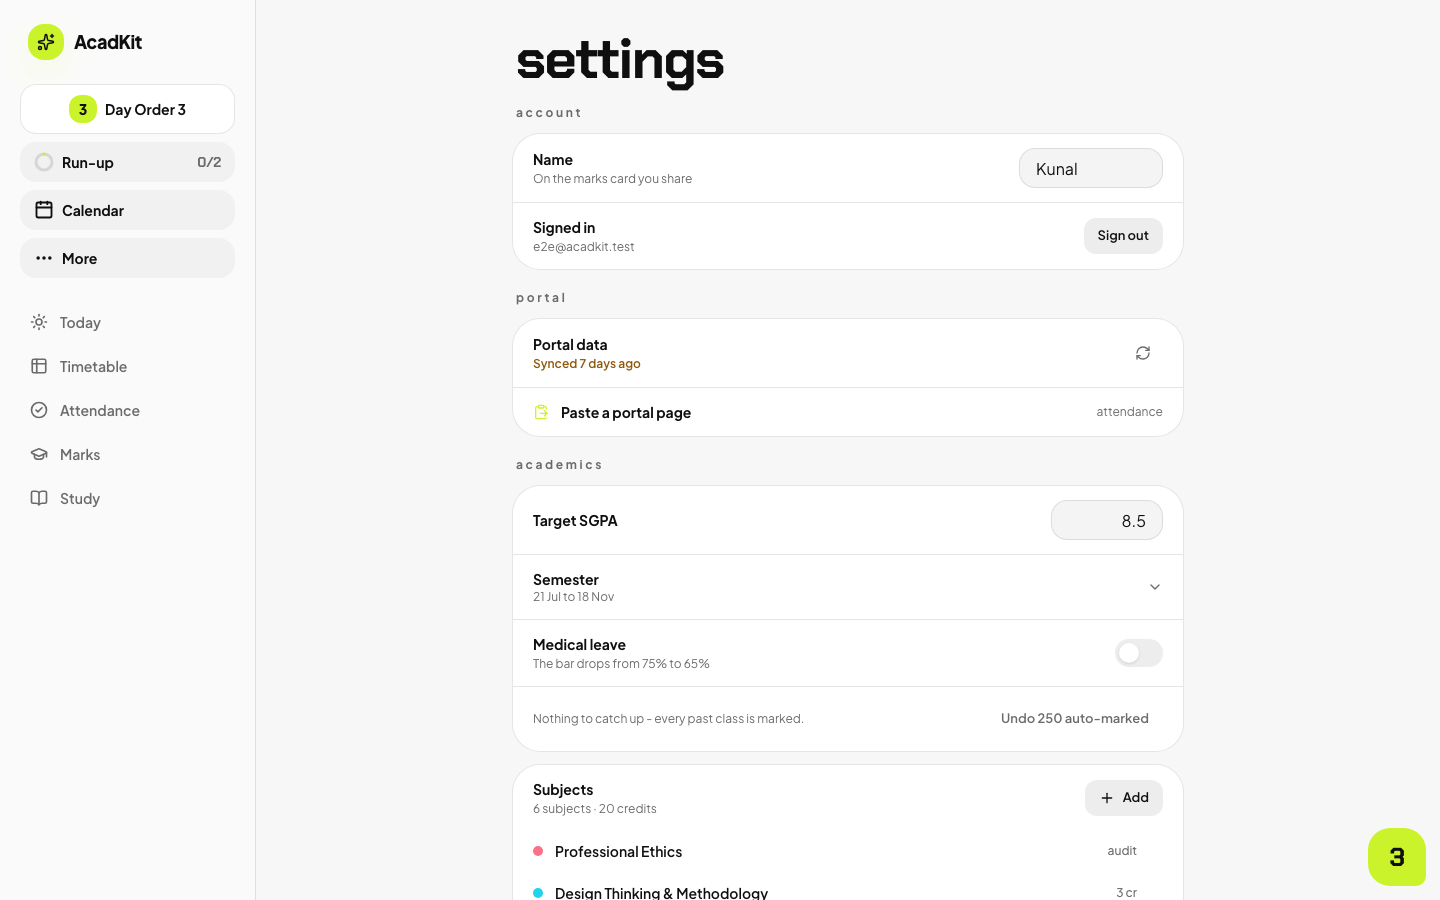 AcadKit
3 Day Order 3
Run-up 0/2
Calendar
More
Today
Timetable
Attendance
Marks
Study
settings
account
Name
On the marks card you share
Kunal
Signed in
e2e@acadkit.test
Sign out
portal
Portal data
Synced 7 days ago
Paste a portal page
attendance
academics
Target SGPA
8.5
Semester
21 Jul to 18 Nov
Medical leave
The bar drops from 75% to 65%
Nothing to catch up - every past class is marked.
Undo 250 auto-marked
Subjects
6 subjects · 20 credits
Add
Professional Ethics
audit
Design Thinking & Methodology
3 cr
3